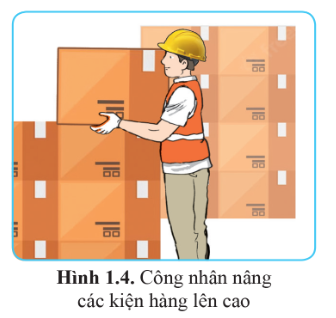 Hình 1.4. Công nhân nâng
các kiện hàng lên cao